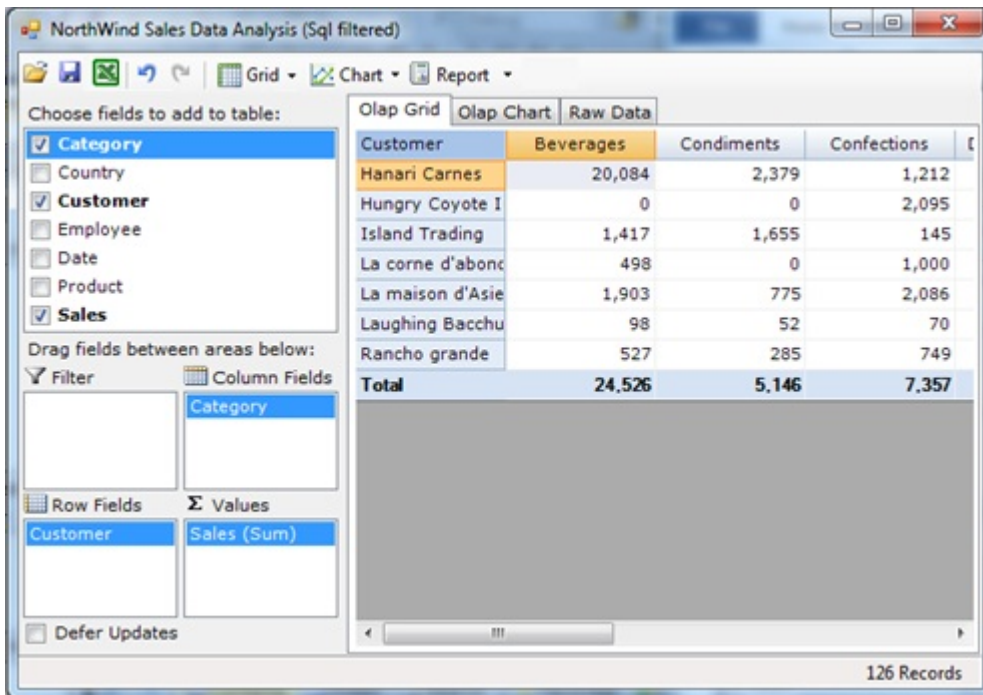 NorthWind Sales Data Analysis (Sql filtered)
Grid Chart Report
Choose fields to add to table:
Category
Country
Customer
Employee
Date
Product
Sales
Drag fields between areas below:
Filter Column Fields
Category
Row Fields Σ Values
Customer Sales (Sum)
Defer Updates
Olap Grid Olap Chart Raw Data
Customer Beverages Condiments Confections
Hanari Carnes 20,084 2,379 1,212
Hungry Coyote I 0 0 2,095
Island Trading 1,417 1,655 145
La corne d'abond 498 0 1,000
La maison d'Asie 1,903 775 2,086
Laughing Bacchu 98 52 70
Rancho grande 527 285 749
Total 24,526 5,146 7,357
126 Records